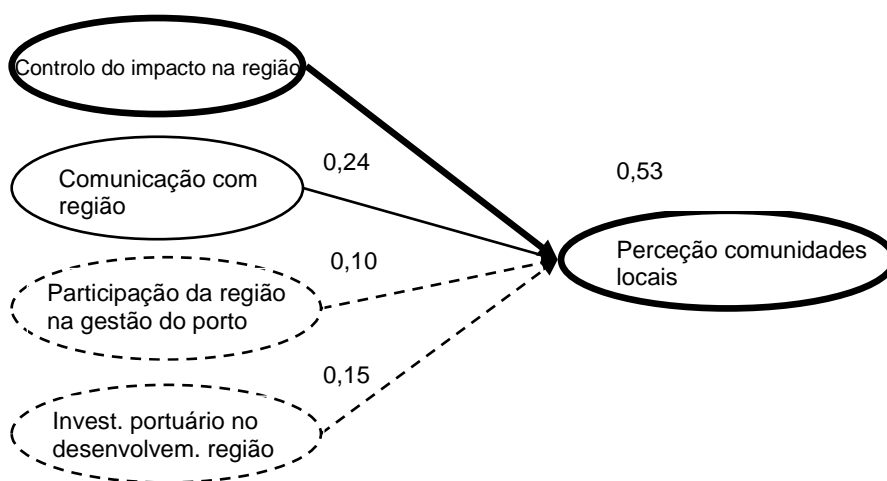 Controlo do impacto na região
0,24
0,53
Comunicação com
região
Perceção comunidades
locais
0,10
Participação da região
na gestão do porto
0,15
Invest. portuário no
desenvolvem. região